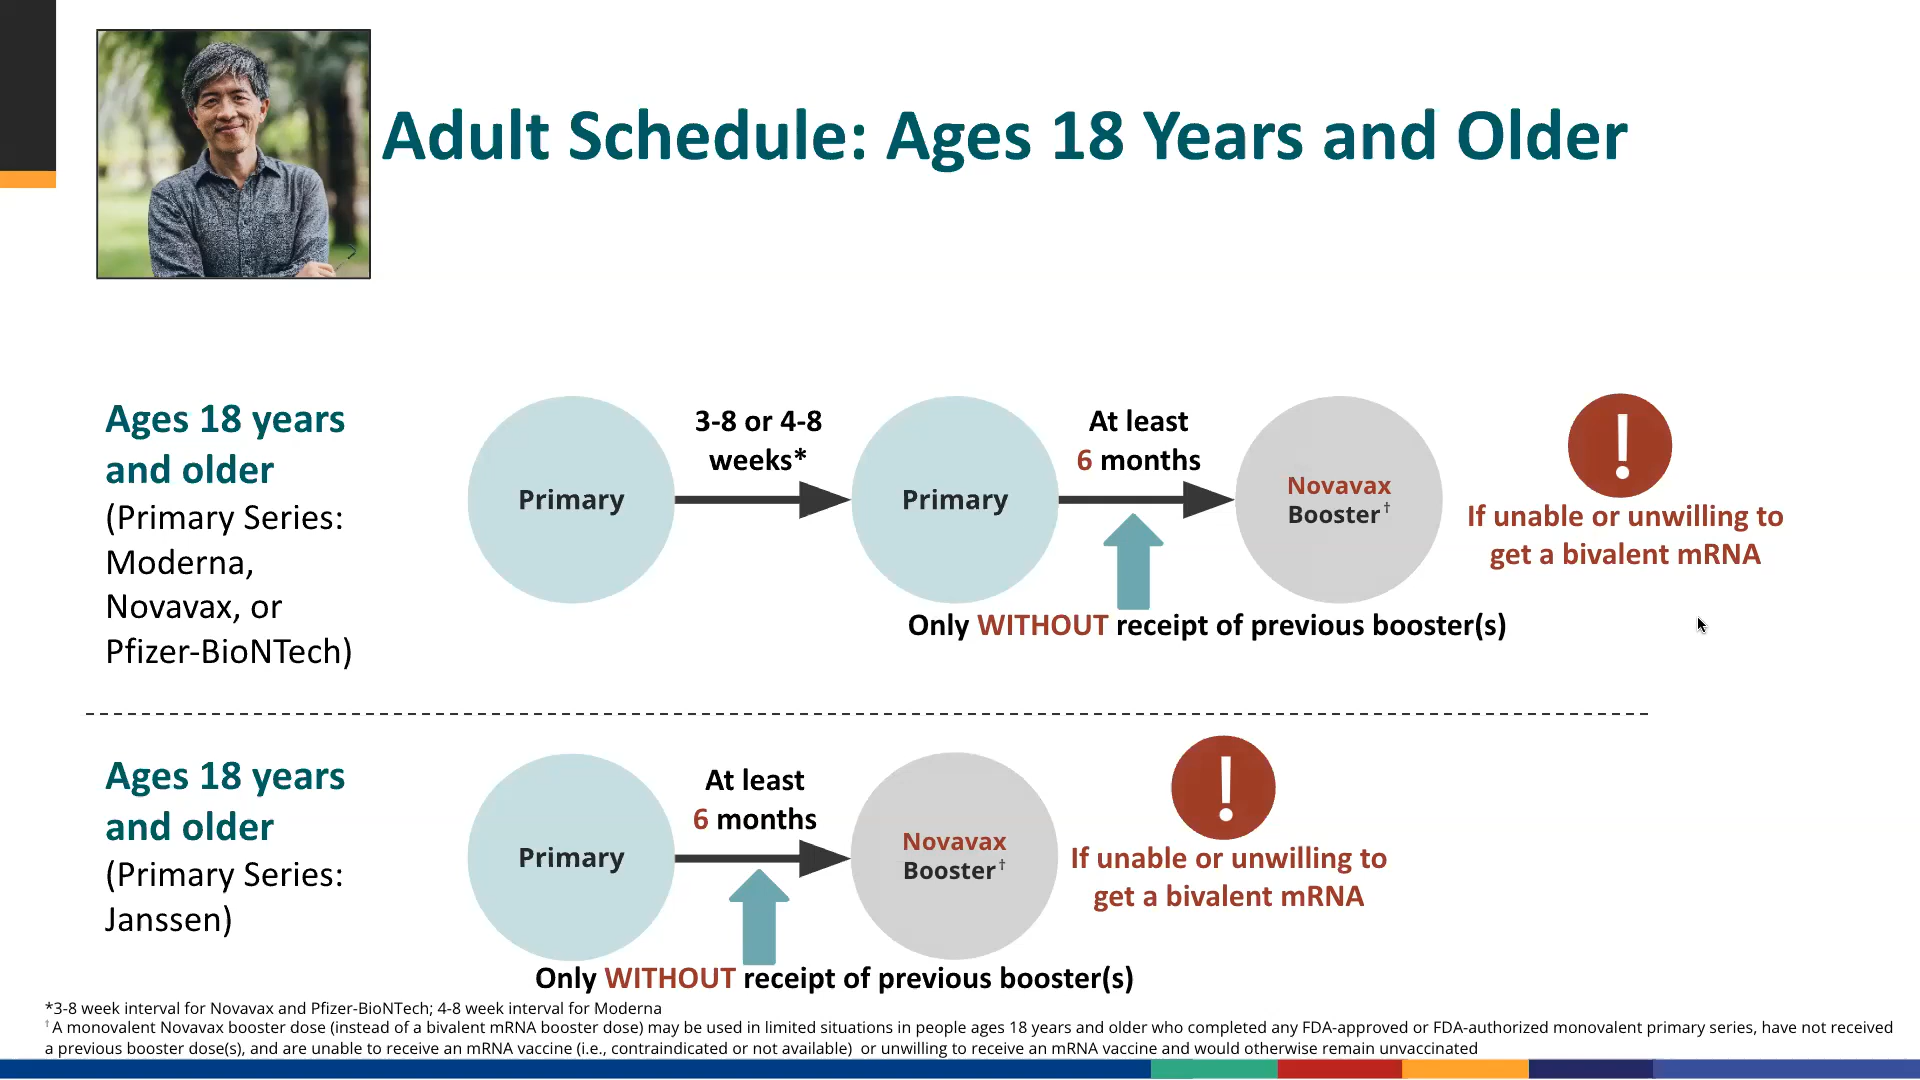 Adult Schedule: Ages 18 Years and Older
Ages 18 years
and older
(Primary Series:
Moderna,
Novavax, or
Pfizer-BioNTech)
Primary
3-8 or 4-8
weeks*
Primary
At least
6 months
Novavax
Booster†
!
If unable or unwilling to
get a bivalent mRNA
Only WITHOUT receipt of previous booster(s)
Ages 18 years
and older
(Primary Series:
Janssen)
Primary
At least
6 months
Novavax
Booster†
!
If unable or unwilling to
get a bivalent mRNA
Only WITHOUT receipt of previous booster(s)
*3-8 week interval for Novavax and Pfizer-BioNTech; 4-8 week interval for Moderna
† A monovalent Novavax booster dose (instead of a bivalent mRNA booster dose) may be used in limited situations in people ages 18 years and older who completed any FDA-approved or FDA-authorized monovalent primary series, have not received
a previous booster dose(s), and are unable to receive an mRNA vaccine (i.e., contraindicated or not available) or unwilling to receive an mRNA vaccine and would otherwise remain unvaccinated